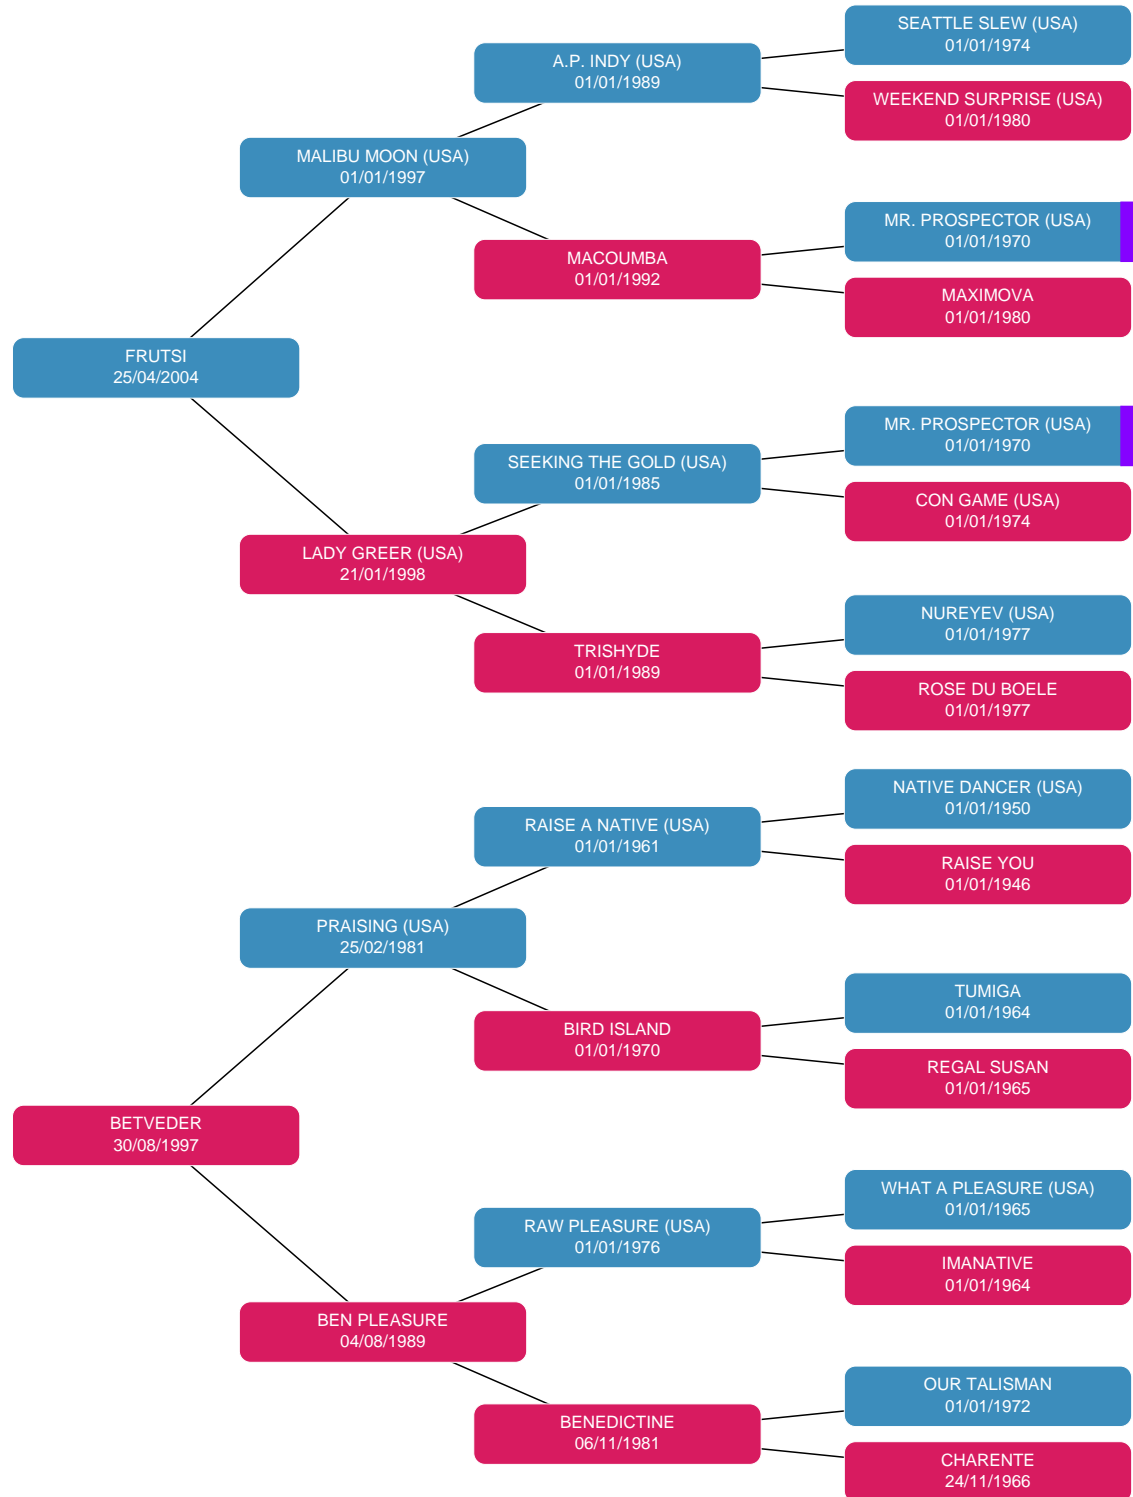 SEATTLE SLEW (USA)
01/01/1974
A.P. INDY (USA)
01/01/1989
WEEKEND SURPRISE (USA)
01/01/1980
MALIBU MOON (USA)
01/01/1997
MR. PROSPECTOR (USA)
01/01/1970
MACOUMBA
01/01/1992
MAXIMOVA
01/01/1980
FRUTSI
25/04/2004
MR. PROSPECTOR (USA)
01/01/1970
SEEKING THE GOLD (USA)
01/01/1985
CON GAME (USA)
01/01/1974
LADY GREER (USA)
21/01/1998
NUREYEV (USA)
01/01/1977
TRISHYDE
01/01/1989
ROSE DU BOELE
01/01/1977
NATIVE DANCER (USA)
01/01/1950
RAISE A NATIVE (USA)
01/01/1961
RAISE YOU
01/01/1946
PRAISING (USA)
25/02/1981
TUMIGA
01/01/1964
BIRD ISLAND
01/01/1970
REGAL SUSAN
01/01/1965
BETVEDER
30/08/1997
WHAT A PLEASURE (USA)
01/01/1965
RAW PLEASURE (USA)
01/01/1976
IMANATIVE
01/01/1964
BEN PLEASURE
04/08/1989
OUR TALISMAN
01/01/1972
BENEDICTINE
06/11/1981
CHARENTE
24/11/1966